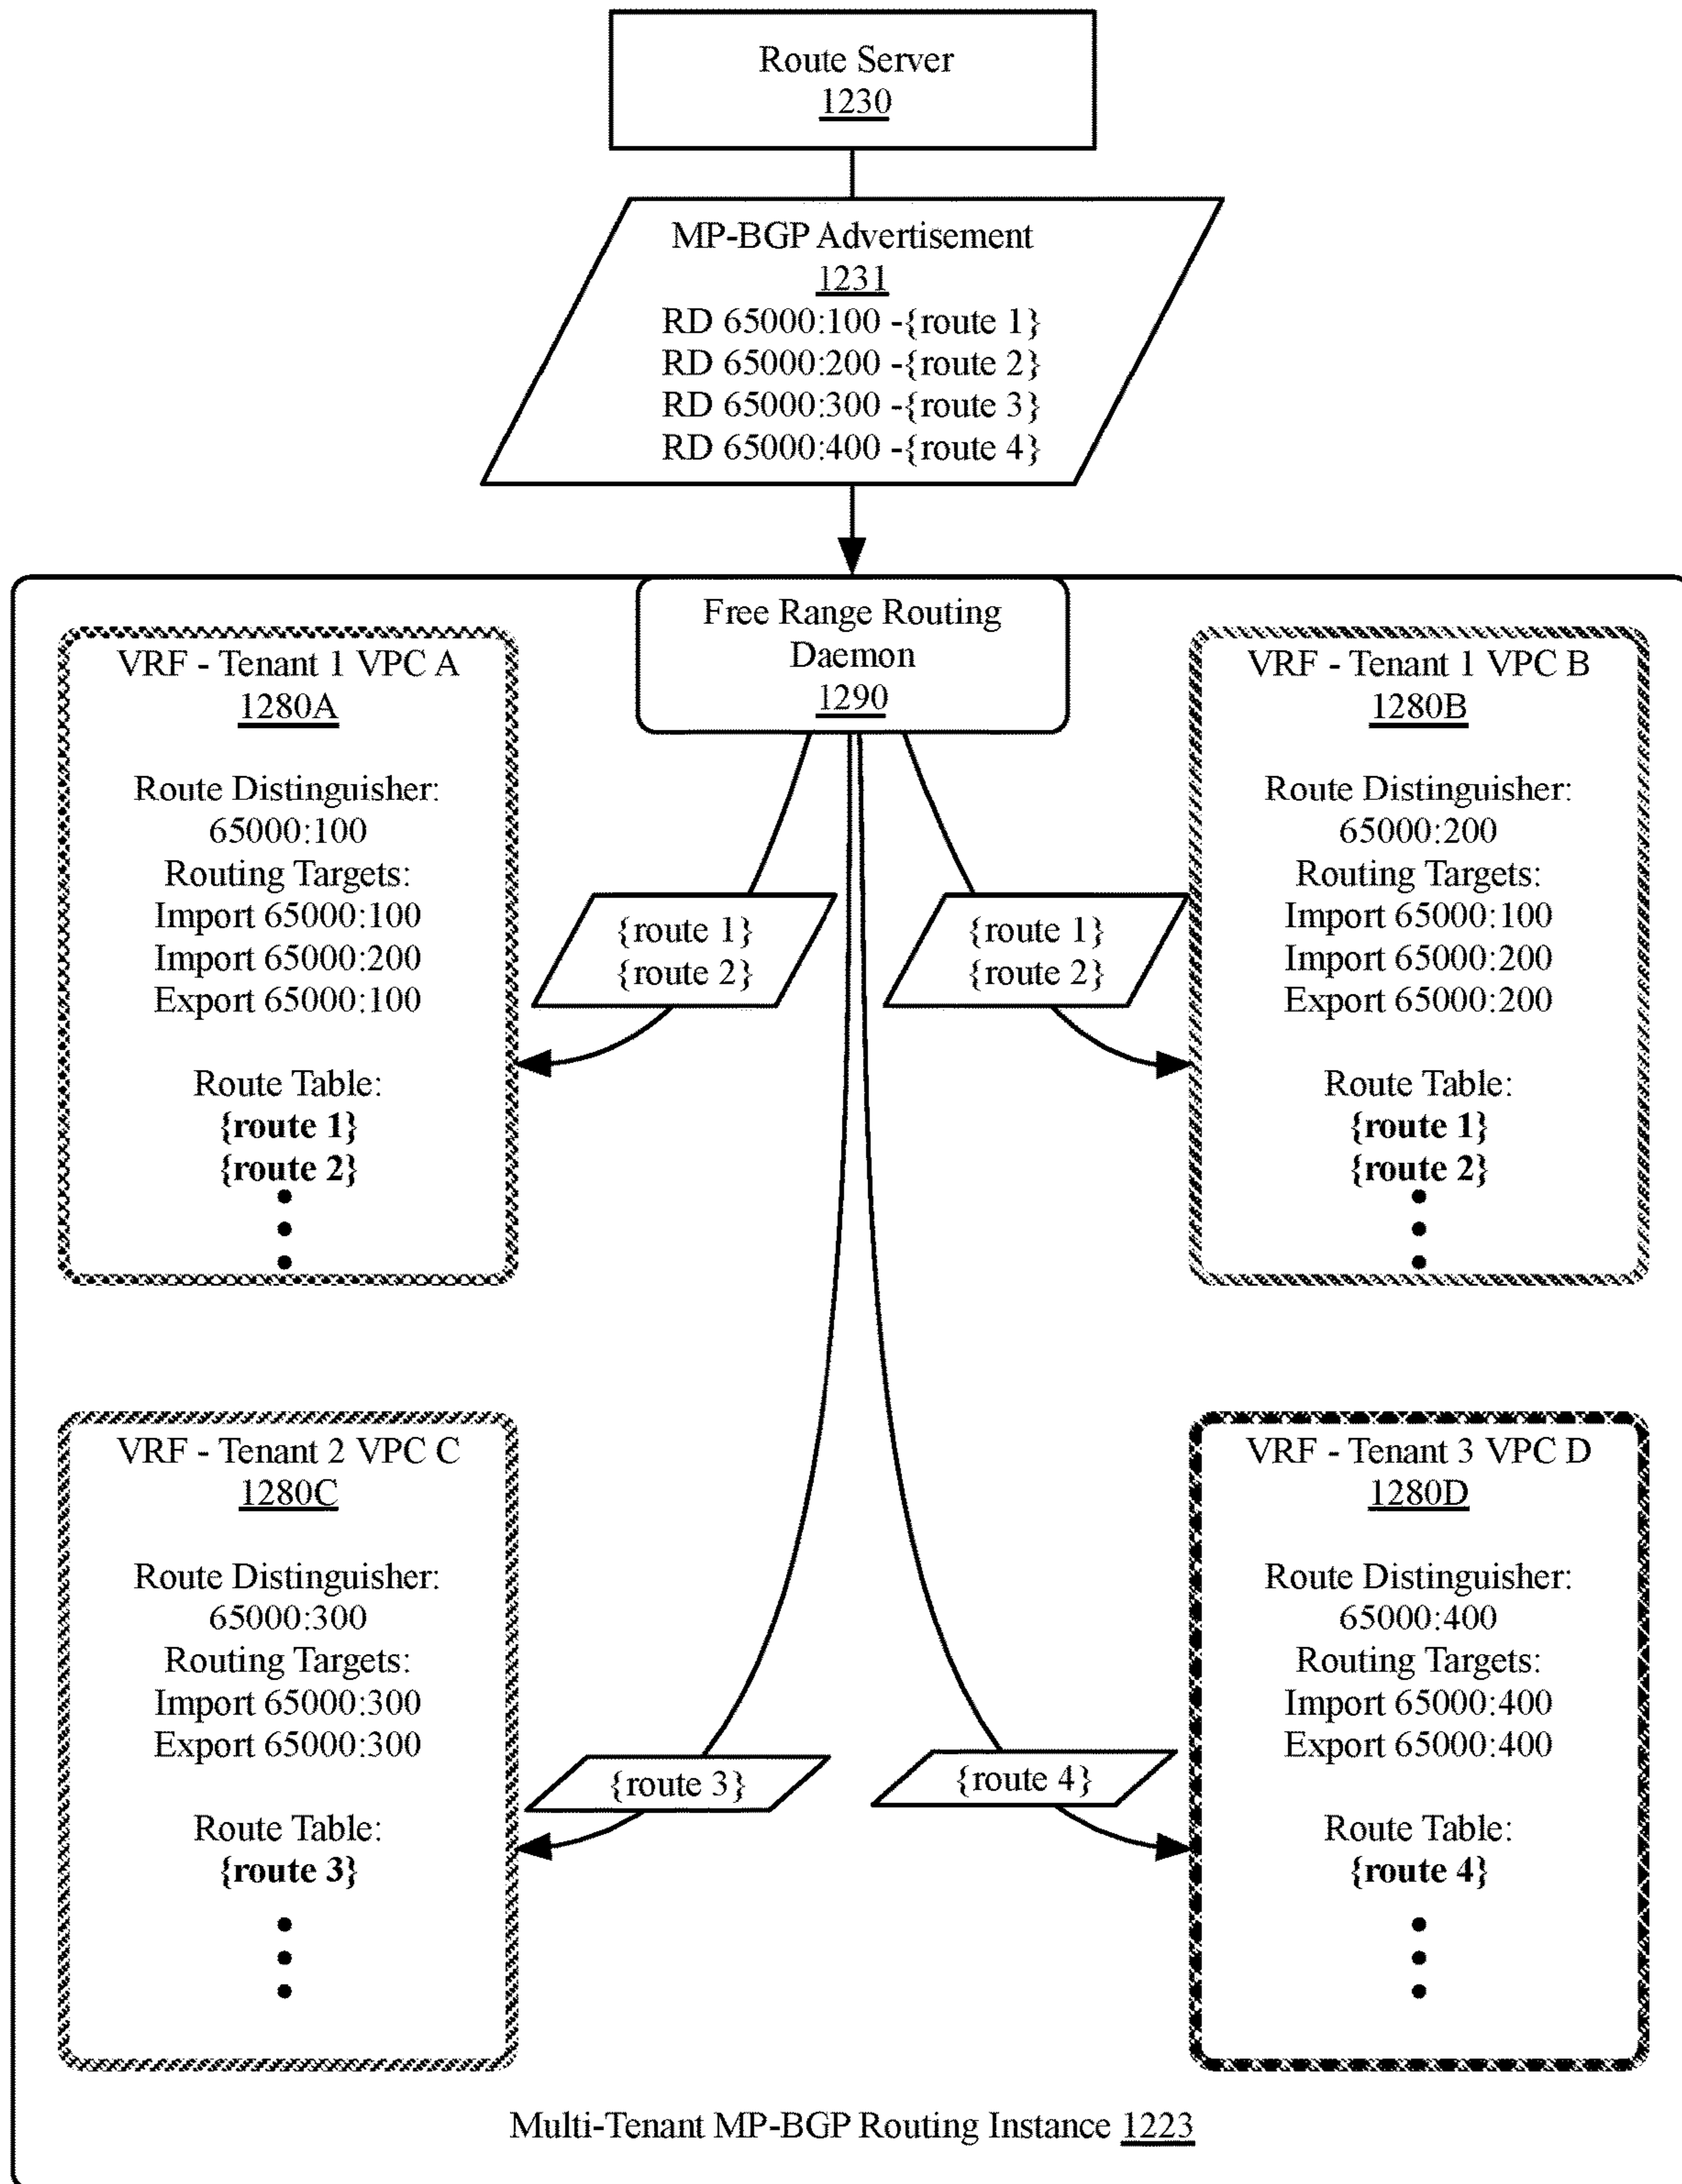 Route Server
1230
MP-BGP Advertisement
1231
RD 65000:100 -{route 1}
RD 65000:200 -{route 2}
RD 65000:300 -{route 3}
RD 65000:400 -{route 4}
Free Range Routing
Daemon
1290
VRF - Tenant 1 VPC A
1280A
Route Distinguisher:
65000:100
Routing Targets:
Import 65000:100
Import 65000:200
Export 65000:100
Route Table:
{route 1}
{route 2}
{route 1}
{route 2}
{route 1}
{route 2}
VRF - Tenant 1 VPC B
1280B
Route Distinguisher:
65000:200
Routing Targets:
Import 65000:100
Import 65000:200
Export 65000:200
Route Table:
{route 1}
{route 2}
VRF - Tenant 2 VPC C
1280C
Route Distinguisher:
65000:300
Routing Targets:
Import 65000:300
Export 65000:300
Route Table:
{route 3}
{route 3}
{route 4}
VRF - Tenant 3 VPC D
1280D
Route Distinguisher:
65000:400
Routing Targets:
Import 65000:400
Export 65000:400
Route Table:
{route 4}
Multi-Tenant MP-BGP Routing Instance 1223